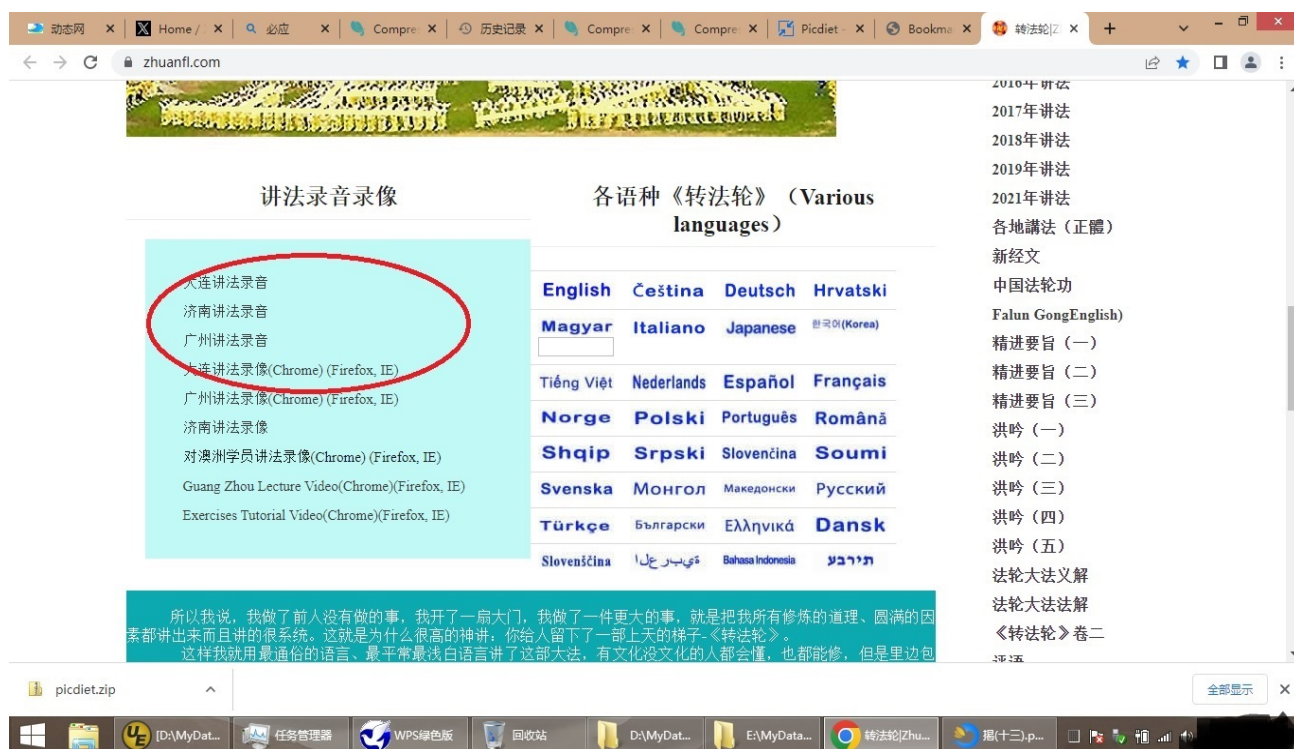 动态网
Home /
必应
Compre
历史记录
Compre
Compre
Picdiet -
Bookma
转法轮|Z
zhuanfl.com
2016年讲法
2017年讲法
2018年讲法
2019年讲法
2021年讲法
各地講法（正體）
新经文
中国法轮功
Falun GongEnglish)
精进要旨（一）
精进要旨（二）
精进要旨（三）
洪吟（一）
洪吟（二）
洪吟（三）
洪吟（四）
洪吟（五）
法轮大法义解
法轮大法法解
《转法轮》卷二
评语
讲法录音录像
大连讲法录音
济南讲法录音
广州讲法录音
大连讲法录像(Chrome) (Firefox, IE)
广州讲法录像(Chrome) (Firefox, IE)
济南讲法录像
对澳洲学员讲法录像(Chrome) (Firefox, IE)
Guang Zhou Lecture Video(Chrome)(Firefox, IE)
Exercises Tutorial Video(Chrome)(Firefox, IE)
各语种《转法轮》（Various
languages）
English Čeština Deutsch Hrvatski
Magyar Italiano Japanese 한국어(Korea)
Tiếng Việt Nederlands Español Français
Norge Polski Português Română
Shqip Srpski Slovenčina Soumi
Svenska Монгол Македонски Русский
Türkçe Български Ελληνικά Dansk
Slovenščina Bahasa Indonesia תירבע
所以我说，我做了前人没有做的事，我开了一扇大门，我做了一件更大的事，就是把我所有修炼的道理、圆满的因
素都讲出来而且讲的很系统。这就是为什么很高的神讲：你给人留下了一部上天的梯子-《转法轮》。
这样我就用最通俗的语言、最平常最浅白语言讲了这部大法，有文化没文化的人都会懂，也都能修，但是里边包
picdiet.zip
全部显示
[D:\MyDat...
任务管理器
WPS绿色版
回收站
D:\MyDat...
E:\MyData...
转法轮|Zhu...
揭(十三).p...